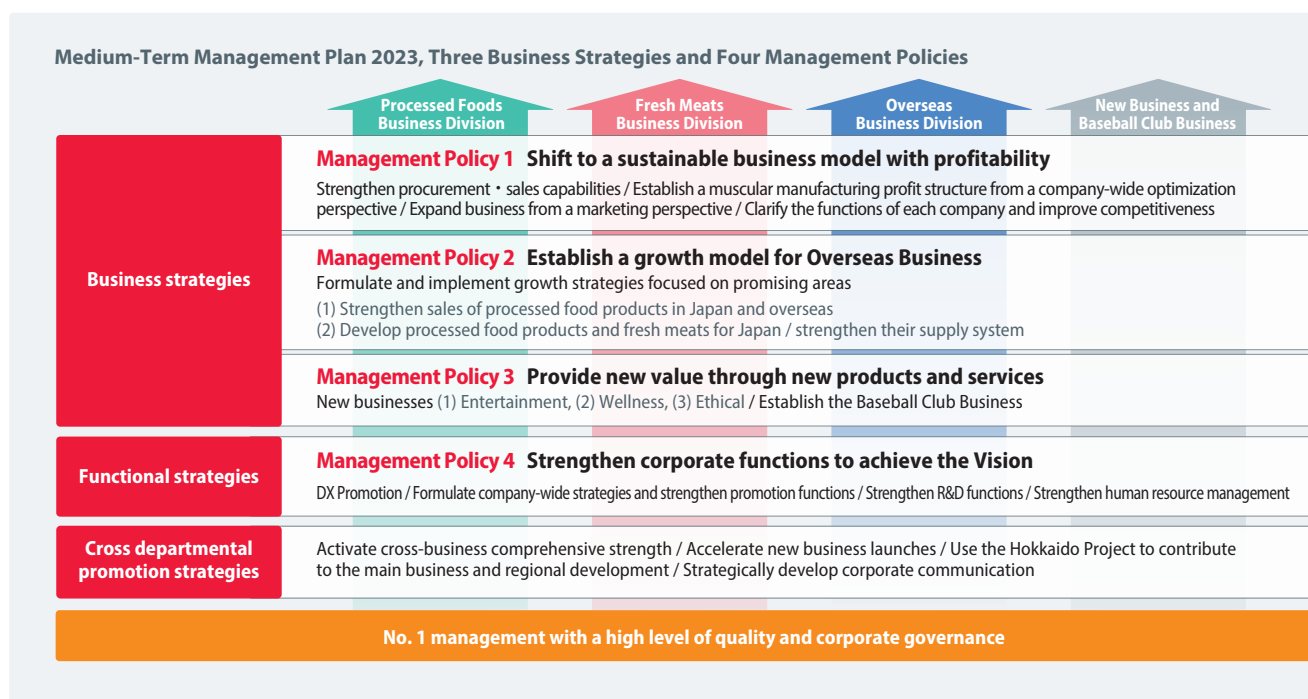 Medium-Term Management Plan 2023, Three Business Strategies and Four Management Policies
Processed Foods
Business Division
Fresh Meats
Business Division
Overseas
Business Division
New Business and
Baseball Club Business
Business strategies
Management Policy 1 Shift to a sustainable business model with profitability
Strengthen procurement・sales capabilities / Establish a muscular manufacturing profit structure from a company-wide optimization
perspective / Expand business from a marketing perspective / Clarify the functions of each company and improve competitiveness
Management Policy 2 Establish a growth model for Overseas Business
Formulate and implement growth strategies focused on promising areas
(1) Strengthen sales of processed food products in Japan and overseas
(2) Develop processed food products and fresh meats for Japan / strengthen their supply system
Management Policy 3 Provide new value through new products and services
New businesses (1) Entertainment, (2) Wellness, (3) Ethical / Establish the Baseball Club Business
Functional strategies
Management Policy 4 Strengthen corporate functions to achieve the Vision
DX Promotion / Formulate company-wide strategies and strengthen promotion functions / Strengthen R&D functions / Strengthen human resource management
Cross departmental
promotion strategies
Activate cross-business comprehensive strength / Accelerate new business launches / Use the Hokkaido Project to contribute
to the main business and regional development / Strategically develop corporate communication
No. 1 management with a high level of quality and corporate governance